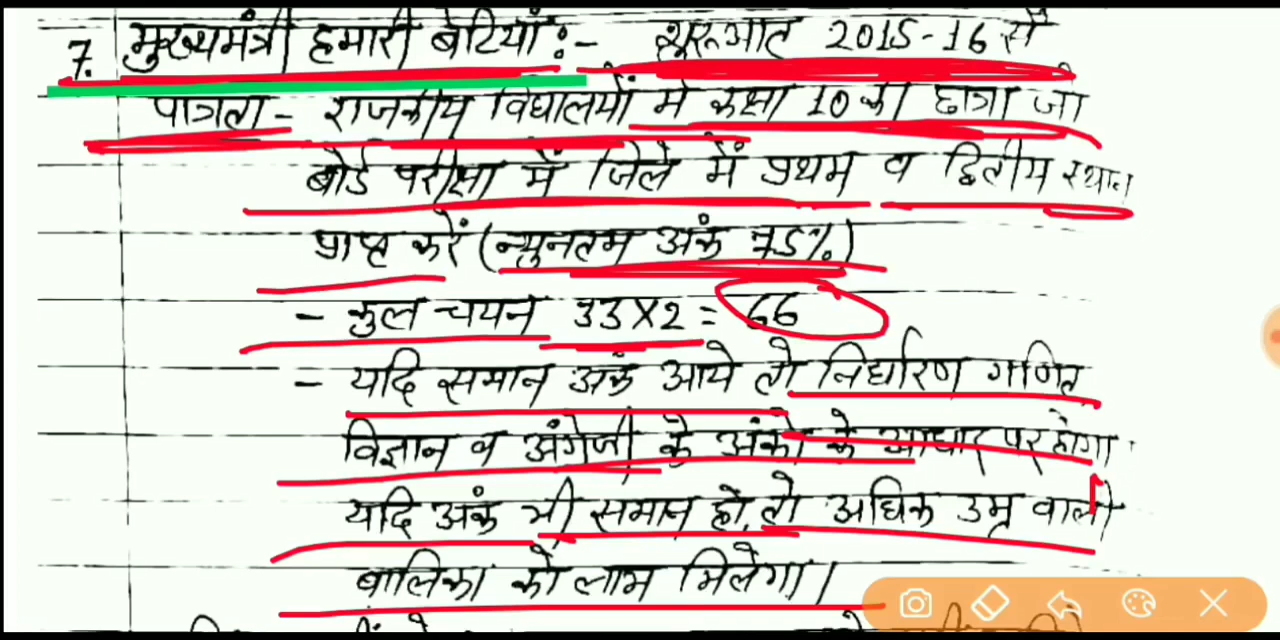 7. मुख्यमंत्री हमारी बेटियाँ :- शुरूआत 2015-16 से
पात्रता - राजकीय विद्यालयों में कक्षा 10 की छात्रा जो
बोर्ड परीक्षा में जिले में प्रथम व द्वितीय स्थान
प्राप्त करें (न्युनतम अंक 75%)
- कुल चयन 33x2 = 66
- यदि समान अंक आये तो निर्धारण गणित
विज्ञान व अंग्रेजी के अंको के आधार पर होगा
यदि अंक भी समान हो, तो अधिक उम्र वाली
बालिका को लाभ मिलेगा।